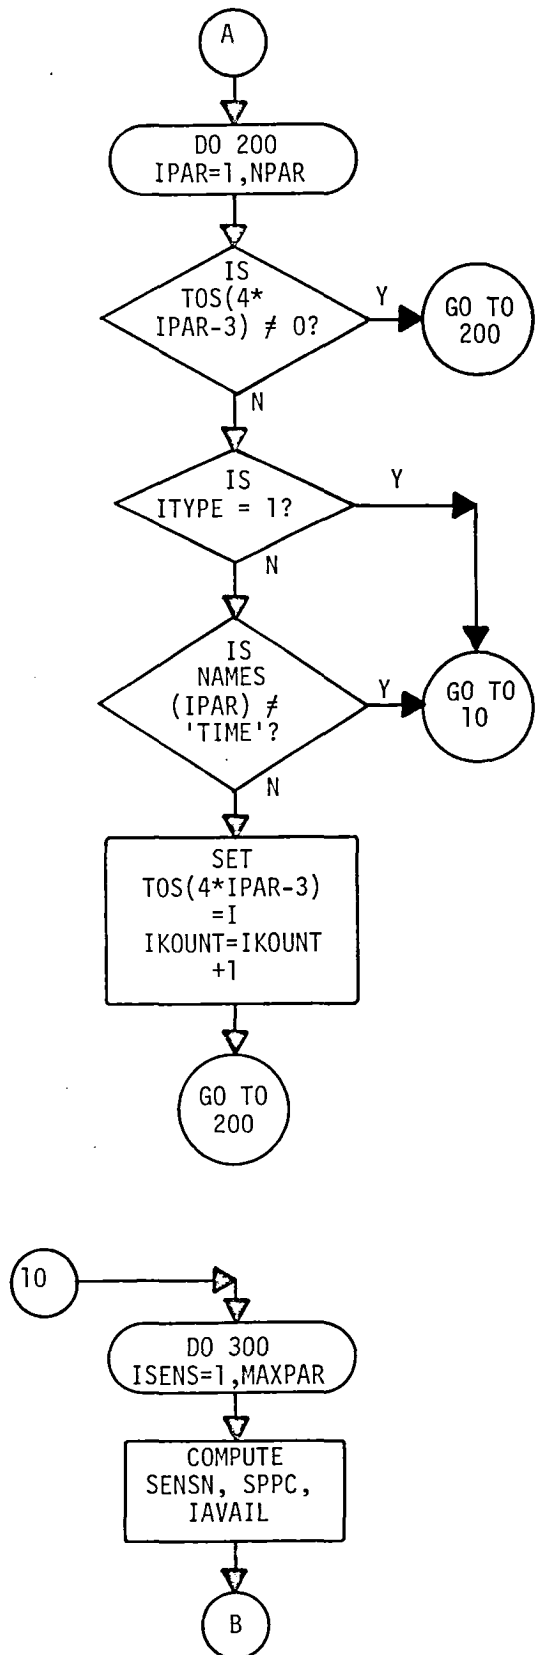 A
DO 200
IPAR=1,NPAR
IS
TOS(4*
IPAR-3) ≠ 0?
Y
GO TO
200
N
IS
ITYPE = 1?
Y
N
IS
NAMES
(IPAR) ≠
'TIME'?
Y
GO TO
10
N
SET
TOS(4*IPAR-3)
=I
IKOUNT=IKOUNT
+1
GO TO
200
10
DO 300
ISENS=1,MAXPAR
COMPUTE
SENSN, SPPC,
IAVAIL
B